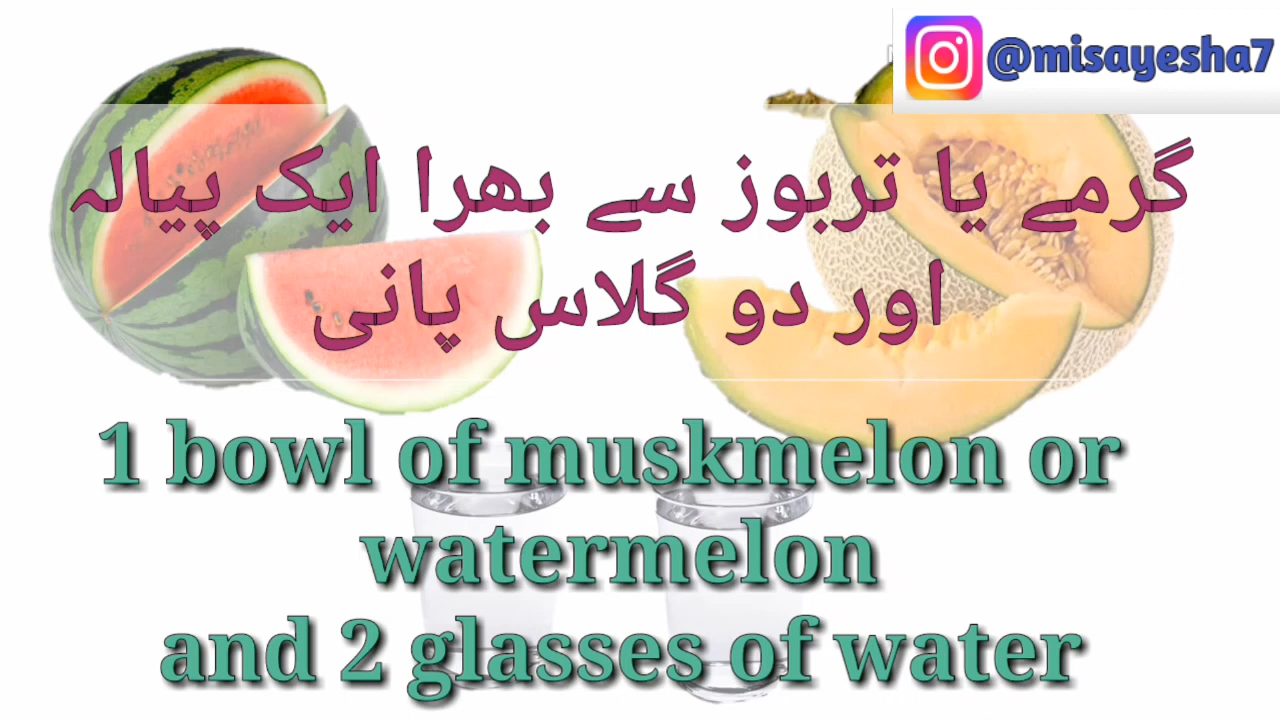 @misayesha7
گرمے یا تربوز سے بھرا ایک پیالہ
اور دو گلاس پانی
1 bowl of muskmelon or
watermelon
and 2 glasses of water